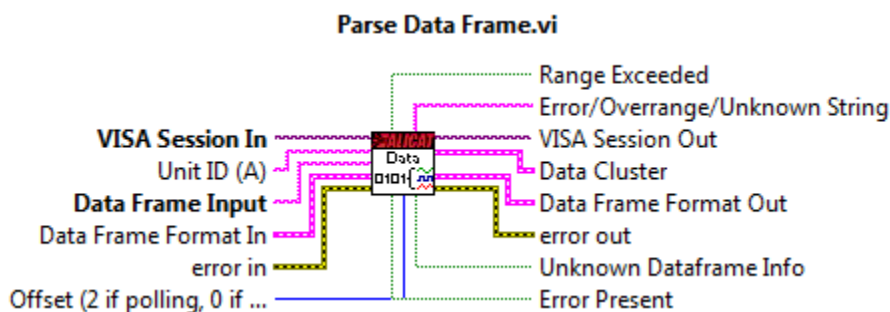 Parse Data Frame.vi
Range Exceeded
Error/Overrange/Unknown String
VISA Session In
VISA Session Out
Unit ID (A)
Data Cluster
Data Frame Input
Data Frame Format Out
Data Frame Format In
error out
error in
Unknown Dataframe Info
Offset (2 if polling, 0 if ...
Error Present
ALICAT
Data
0101